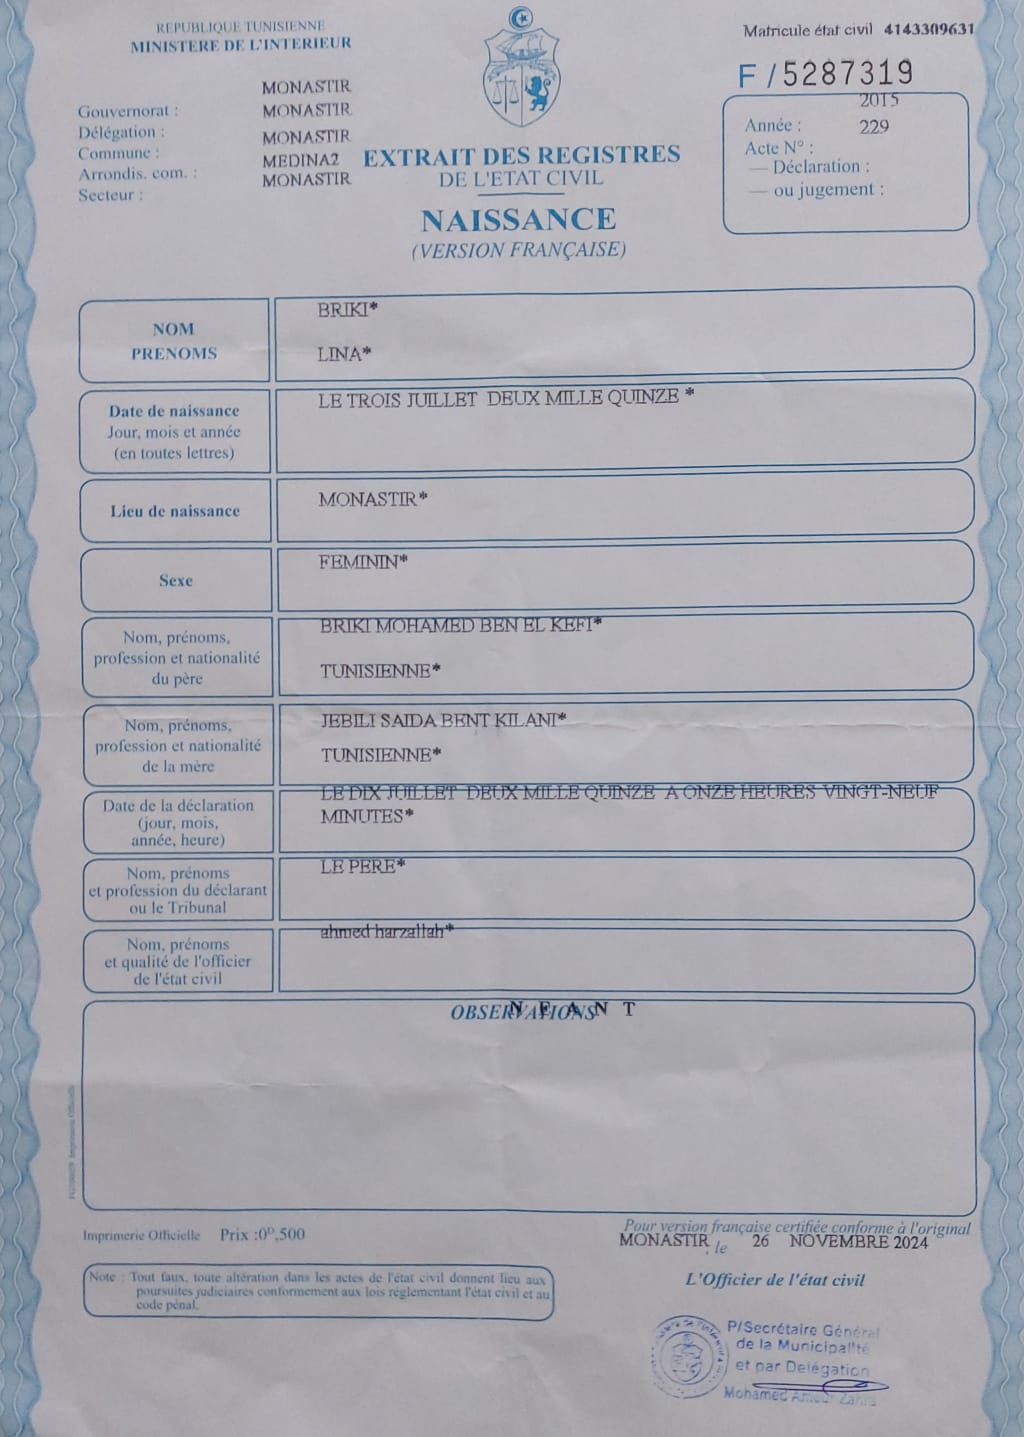 REPUBLIQUE TUNISIENNE
MINISTERE DE L'INTERIEUR
Matricule état civil 4143309631
F/5287319
MONASTIR
Gouvernorat : MONASTIR
Délégation : MONASTIR
Commune : MEDINA2
Arrondis. com. : MONASTIR
Secteur :
2015
Année : 229
Acte N° :
— Déclaration :
— ou jugement :
EXTRAIT DES REGISTRES
DE L'ETAT CIVIL
NAISSANCE
(VERSION FRANÇAISE)
NOM
PRENOMS
BRIKI*
LINA*
Date de naissance
Jour, mois et année
(en toutes lettres)
LE TROIS JUILLET DEUX MILLE QUINZE *
Lieu de naissance
MONASTIR*
Sexe
FEMININ*
Nom, prénoms,
profession et nationalité
du père
BRIKI MOHAMED BEN EL KEFI*
TUNISIENNE*
Nom, prénoms,
profession et nationalité
de la mère
JEBILI SAIDA BENT KILANI*
TUNISIENNE*
Date de la déclaration
(jour, mois,
année, heure)
LE DIX JUILLET DEUX MILLE QUINZE A ONZE HEURES VINGT-NEUF
MINUTES*
Nom, prénoms
et profession du déclarant
ou le Tribunal
LE PERE*
Nom, prénoms
et qualité de l'officier
de l'état civil
ahmed harzallah*
OBSERVATIONS
N E A N T
Imprimerie Officielle Prix :0ᴰ,500
Pour version française certifiée conforme à l'original
MONASTIR, le 26 NOVEMBRE 2024
L'Officier de l'état civil
Note : Tout faux, toute altération dans les actes de l'état civil donnent lieu aux
poursuites judiciaires conformement aux lois réglementant l'état civil et au
code pénal.
P/Secrétaire Général
de la Municipalité
et par Delégation
Mohamed